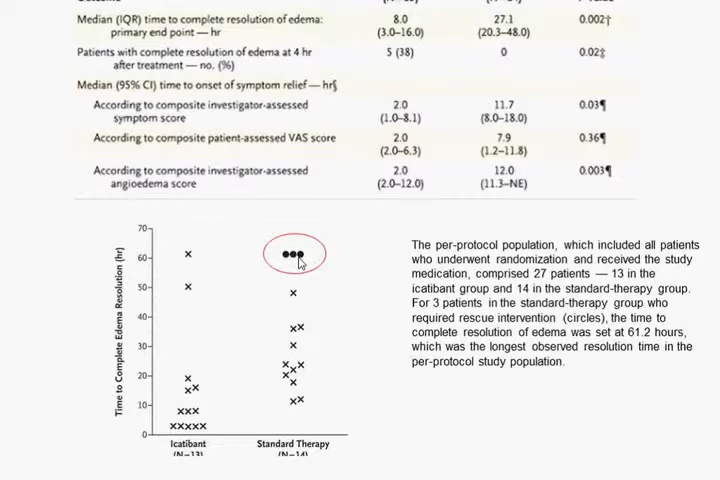 Median (IQR) time to complete resolution of edema: 8.0 27.1 0.002†
primary end point — hr (3.0–16.0) (20.3–48.0)
Patients with complete resolution of edema at 4 hr 5 (38) 0 0.02‡
after treatment — no. (%)
Median (95% CI) time to onset of symptom relief — hr§
According to composite investigator-assessed 2.0 11.7 0.03¶
symptom score (1.0–8.1) (8.0–18.0)
According to composite patient-assessed VAS score 2.0 7.9 0.36¶
(2.0–6.3) (1.2–11.8)
According to composite investigator-assessed 2.0 12.0 0.003¶
angioedema score (2.0–12.0) (11.3–NE)
Time to Complete Edema Resolution (hr)
70
60
50
40
30
20
10
0
Icatibant Standard Therapy
(N=13) (N=14)
The per-protocol population, which included all patients
who underwent randomization and received the study
medication, comprised 27 patients — 13 in the
icatibant group and 14 in the standard-therapy group.
For 3 patients in the standard-therapy group who
required rescue intervention (circles), the time to
complete resolution of edema was set at 61.2 hours,
which was the longest observed resolution time in the
per-protocol study population.